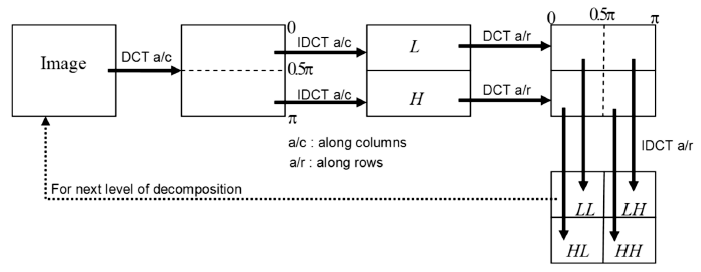 Image
DCT a/c
0
0.5π
π
IDCT a/c
IDCT a/c
L
H
DCT a/r
DCT a/r
0
0.5π
π
IDCT a/r
a/c : along columns
a/r : along rows
For next level of decomposition
LL
LH
HL
HH